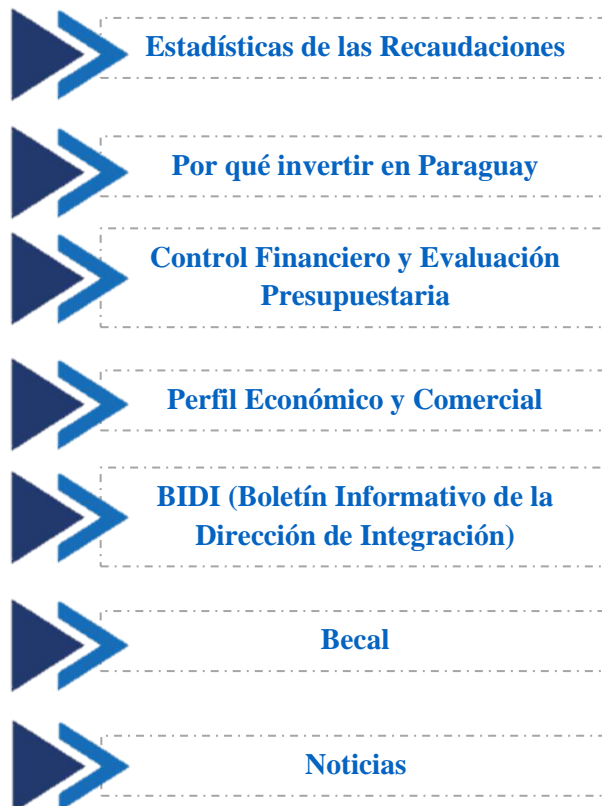 Estadísticas de las Recaudaciones
Por qué invertir en Paraguay
Control Financiero y Evaluación
Presupuestaria
Perfil Económico y Comercial
BIDI (Boletín Informativo de la
Dirección de Integración)
Becal
Noticias